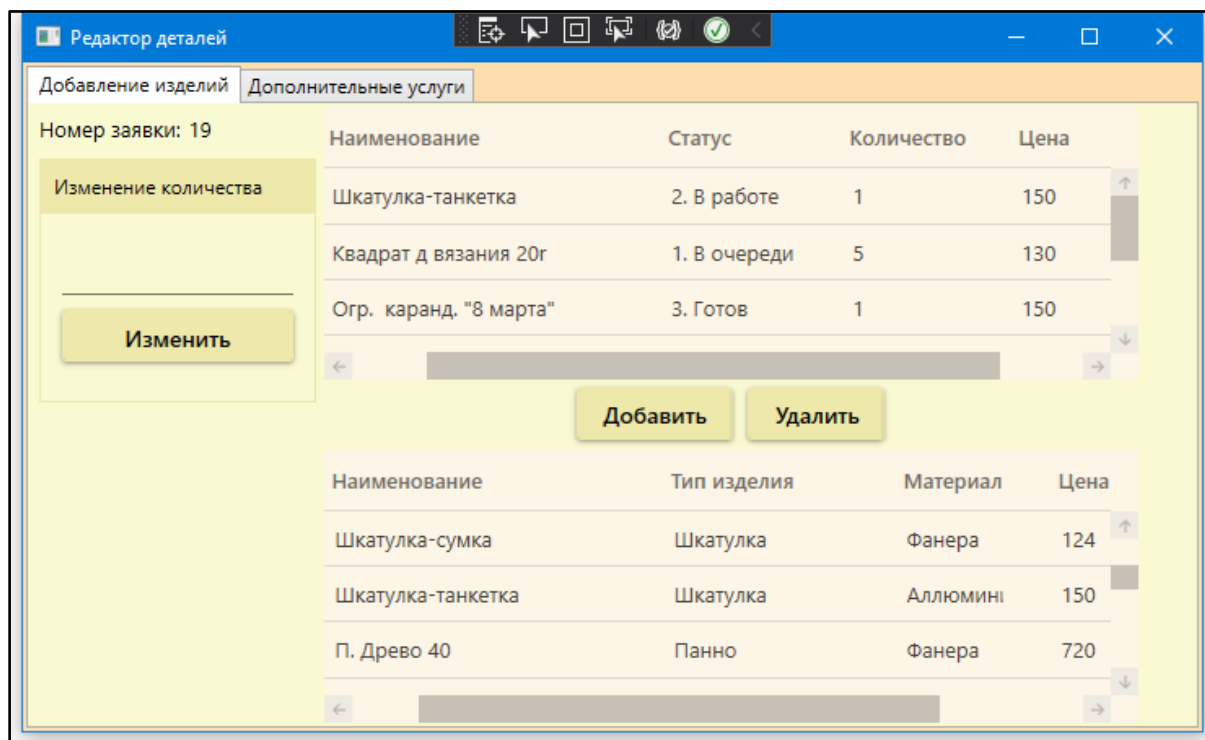 Редактор деталей
Добавление изделий Дополнительные услуги
Номер заявки: 19
Изменение количества
Изменить
Наименование Статус Количество Цена
Шкатулка-танкетка 2. В работе 1 150
Квадрат д вязания 20г 1. В очереди 5 130
Огр. каранд. "8 марта" 3. Готов 1 150
Добавить Удалить
Наименование Тип изделия Материал Цена
Шкатулка-сумка Шкатулка Фанера 124
Шкатулка-танкетка Шкатулка Аллюмини 150
П. Древо 40 Панно Фанера 720